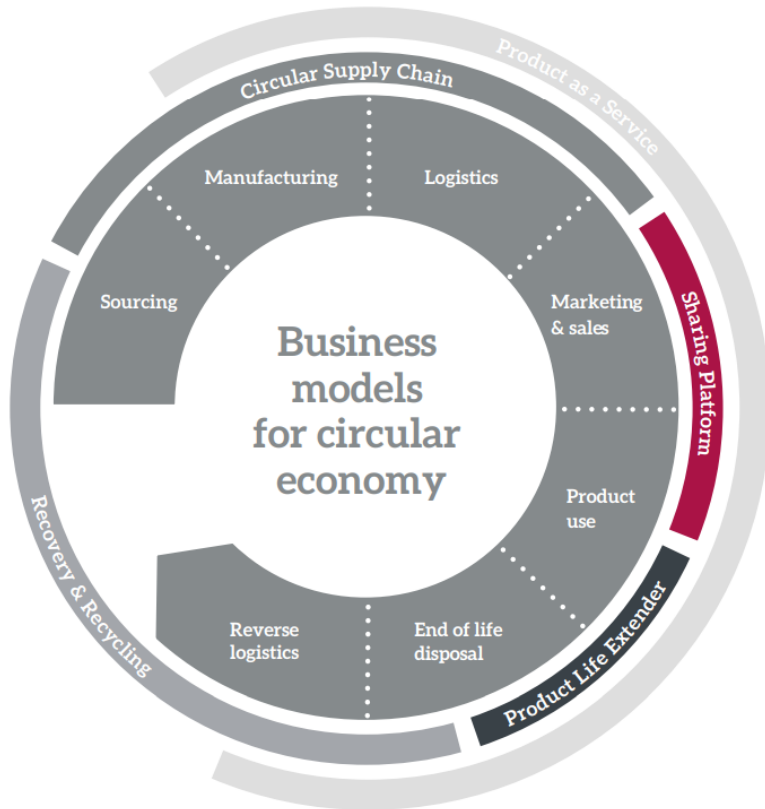 Product as a Service
Circular Supply Chain
Manufacturing
Logistics
Sourcing
Marketing
& sales
Sharing Platform
Business
models
for circular
economy
Product
use
Recovery & Recycling
Product Life Extender
Reverse
logistics
End of life
disposal